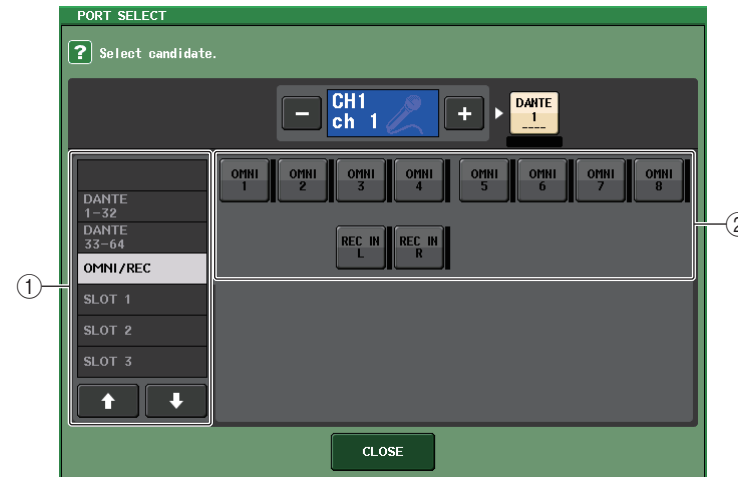 PORT SELECT
? Select candidate.
−
CH1
ch 1
+
DANTE
1
----
DANTE
1-32
DANTE
33-64
OMNI/REC
SLOT 1
SLOT 2
SLOT 3
OMNI
1
OMNI
2
OMNI
3
OMNI
4
OMNI
5
OMNI
6
OMNI
7
OMNI
8
REC IN
L
REC IN
R
①
②
CLOSE